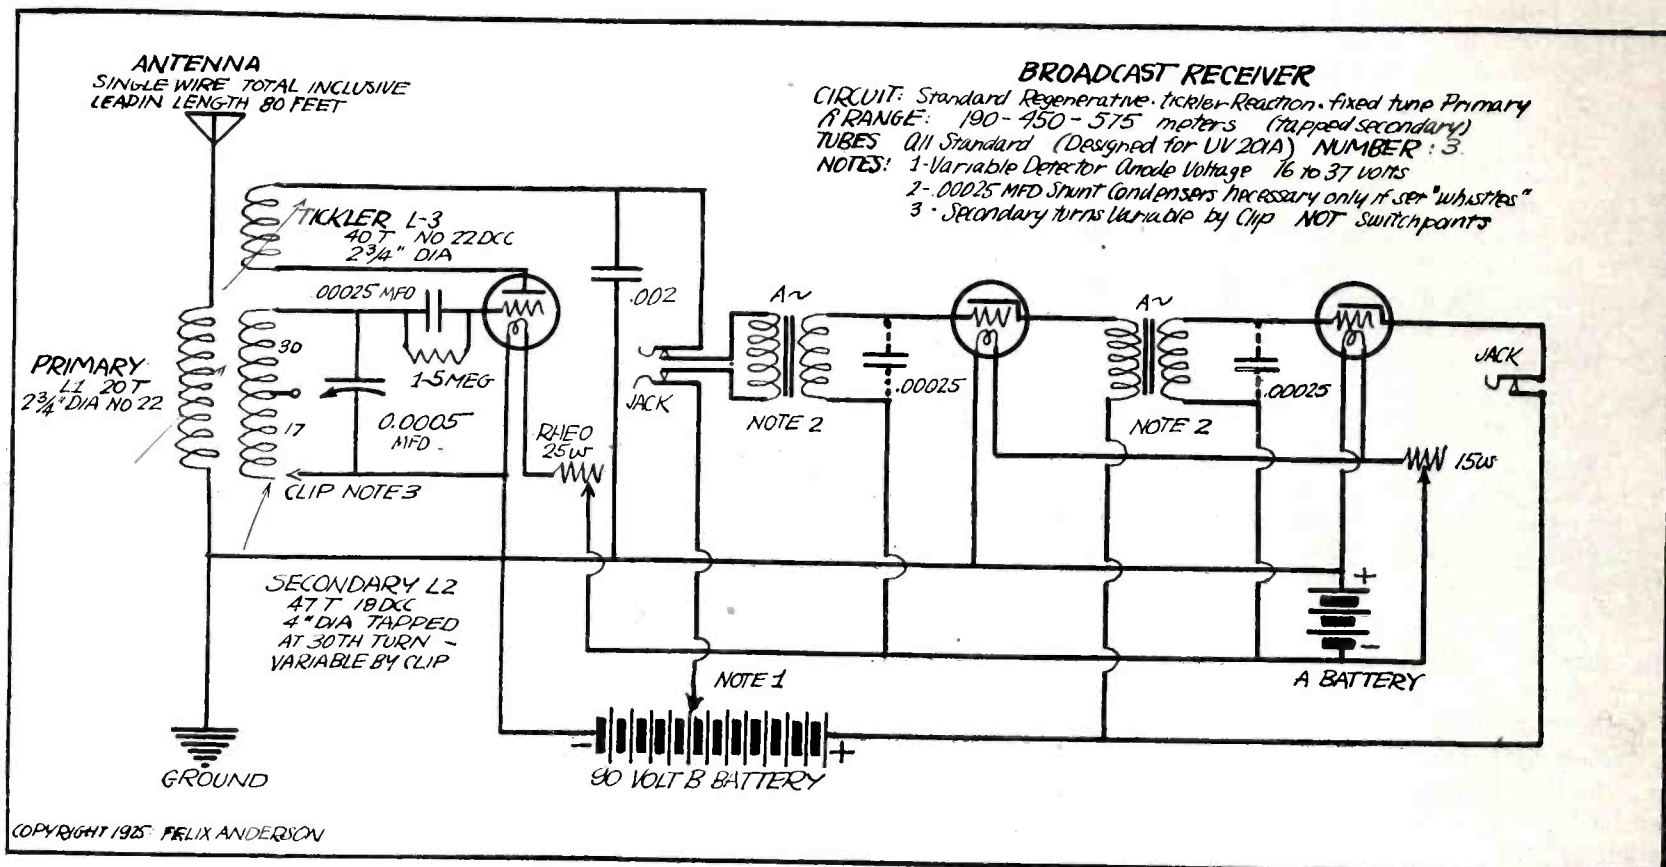 ANTENNA
SINGLE WIRE TOTAL INCLUSIVE
LEADIN LENGTH 80 FEET
BROADCAST RECEIVER
CIRCUIT: Standard Regenerative. tickler-Reaction. fixed tune Primary
RANGE: 190-450-575 meters (tapped secondary)
TUBES All Standard (Designed for UV 201A) NUMBER: 3
NOTES: 1-Variable Detector Anode Voltage 16 to 37 volts
2-.00025 MFD Shunt Condensers necessary only if set "whistles"
3 - Secondary turns Variable by Clip NOT Switchpoints
TICKLER L-3
40 T NO 22 DCC
2 3/4" DIA
.00025 MFD
.002
A~
A~
30
PRIMARY
L1 20 T
2 3/4" DIA NO 22
1-5 MEG
JACK
.00025
JACK
.00025
17
0.0005
MFD.
NOTE 2
NOTE 2
RHEO
25ω
15ω
CLIP NOTE 3
SECONDARY L2
47 T 18 DCC
4" DIA TAPPED
AT 30TH TURN -
VARIABLE BY CLIP
+
-
NOTE 1
A BATTERY
- +
90 VOLT B BATTERY
GROUND
COPYRIGHT 1925 FELIX ANDERSON